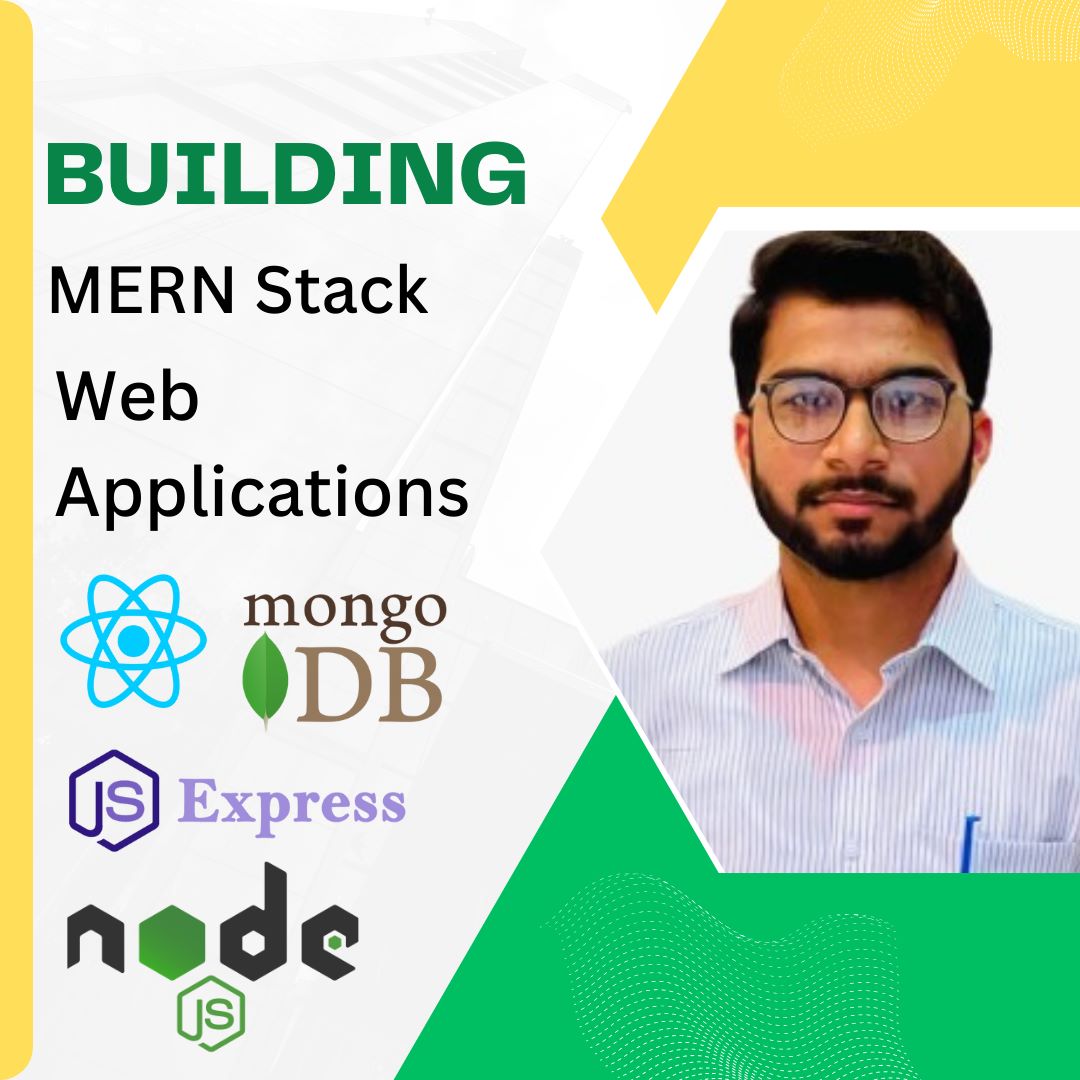 BUILDING
MERN Stack
Web
Applications
mongo
DB
JS Express
node
JS